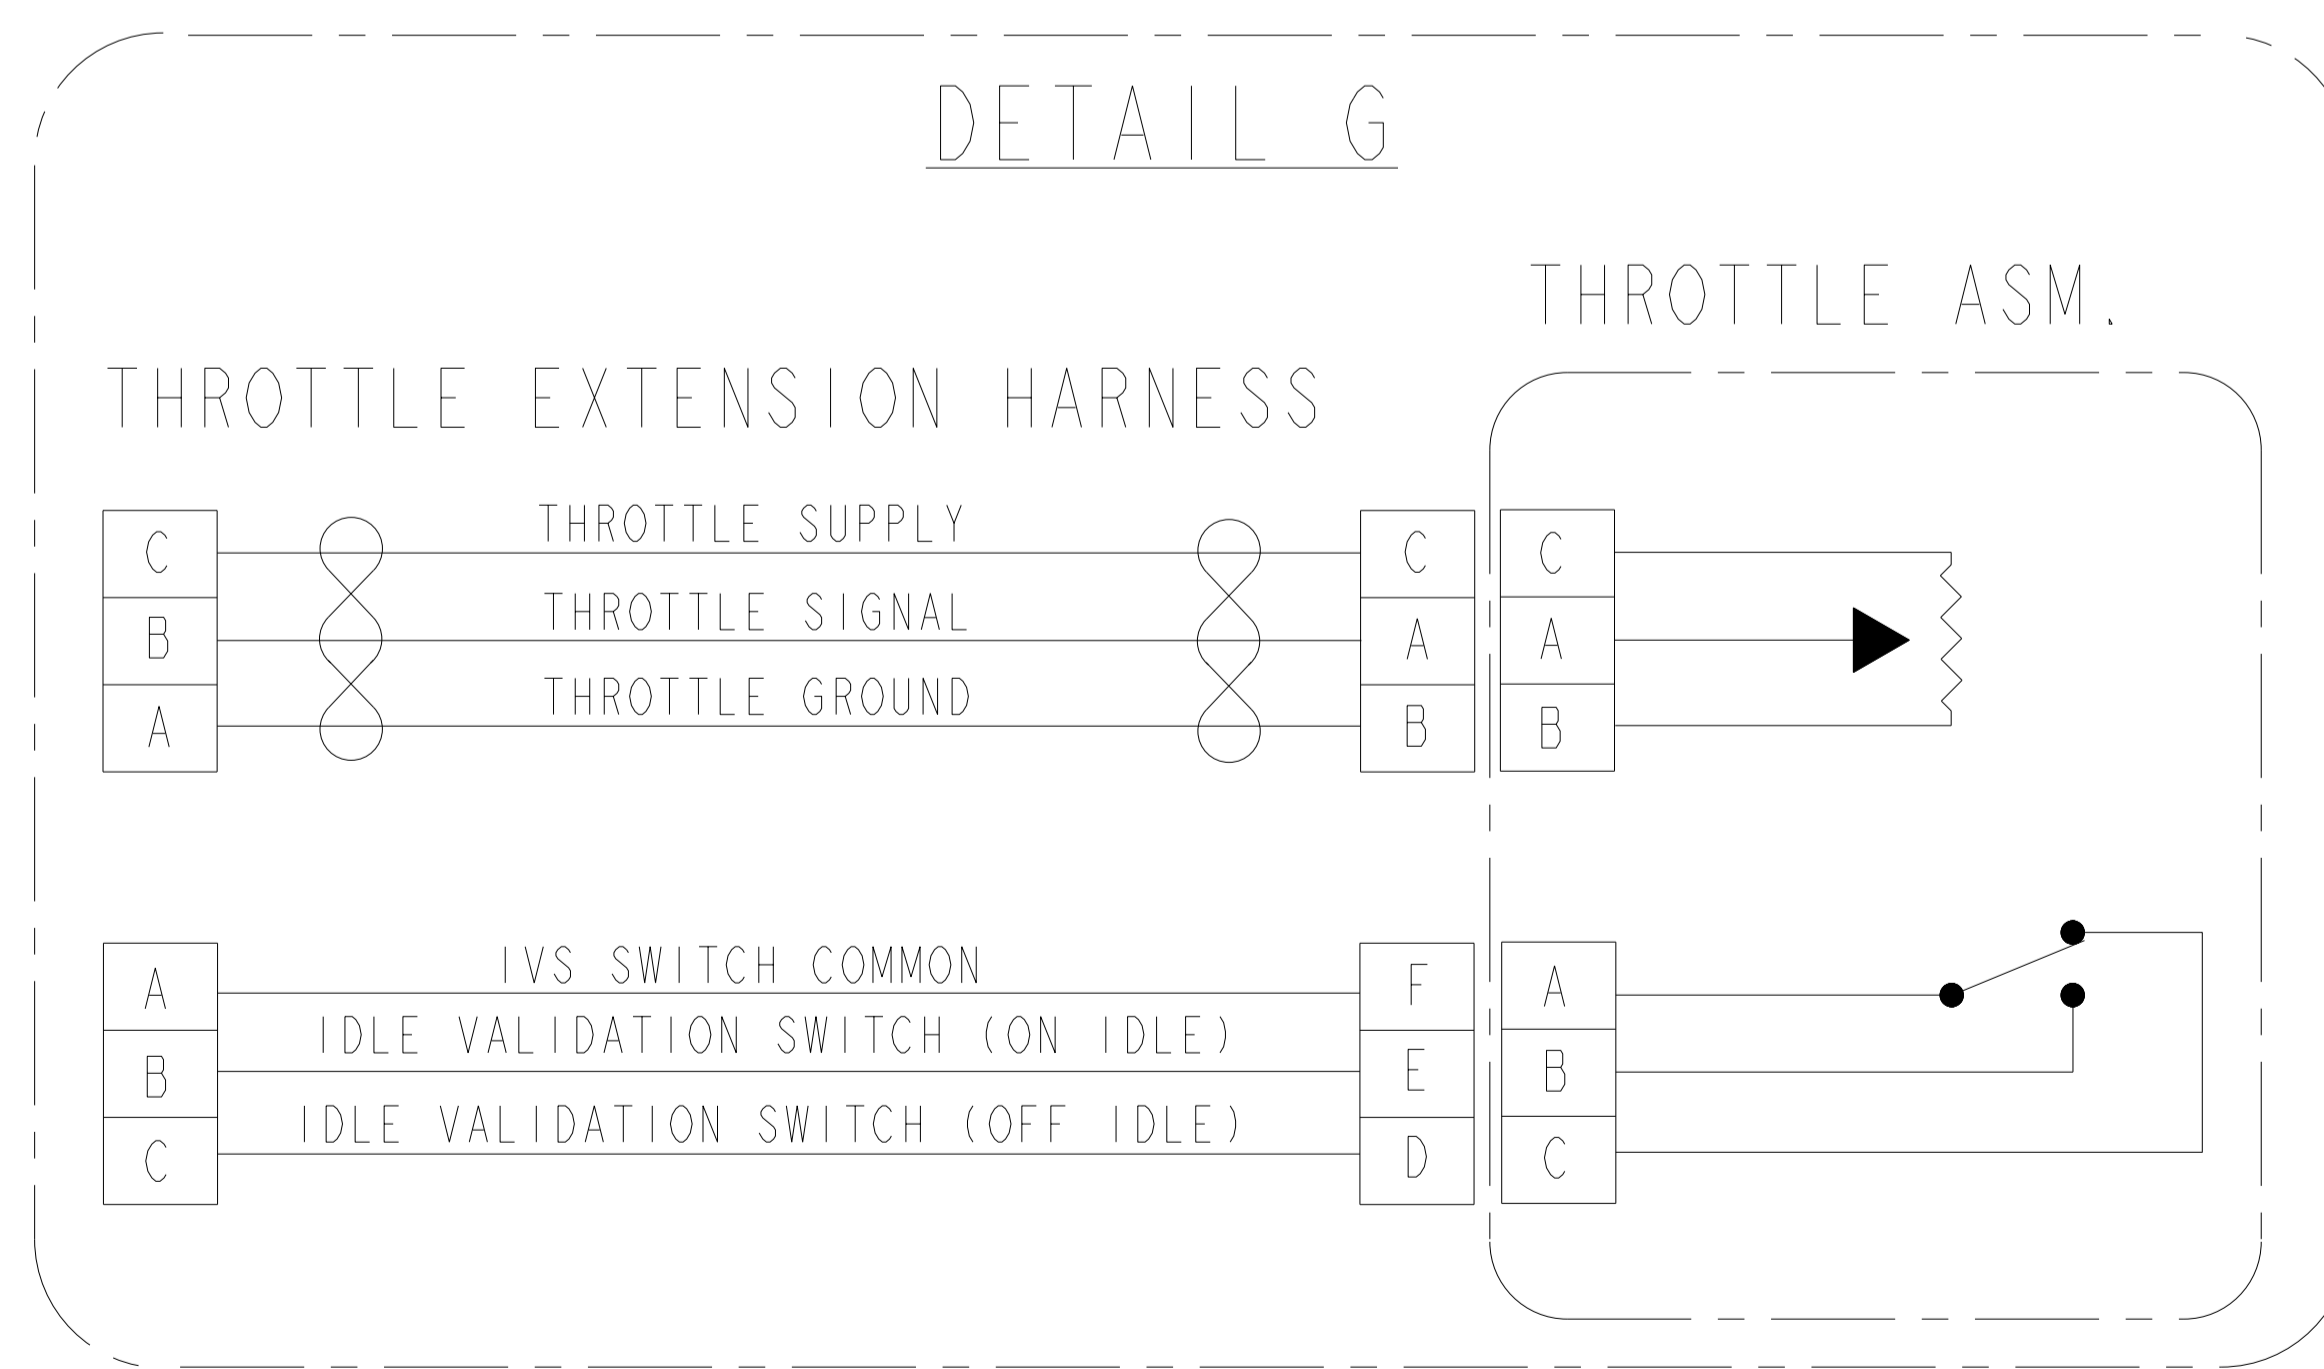 DETAIL G
THROTTLE ASM.
THROTTLE EXTENSION HARNESS
C THROTTLE SUPPLY C C
B THROTTLE SIGNAL A A
A THROTTLE GROUND B B
A IVS SWITCH COMMON F A
B IDLE VALIDATION SWITCH (ON IDLE) E B
C IDLE VALIDATION SWITCH (OFF IDLE) D C